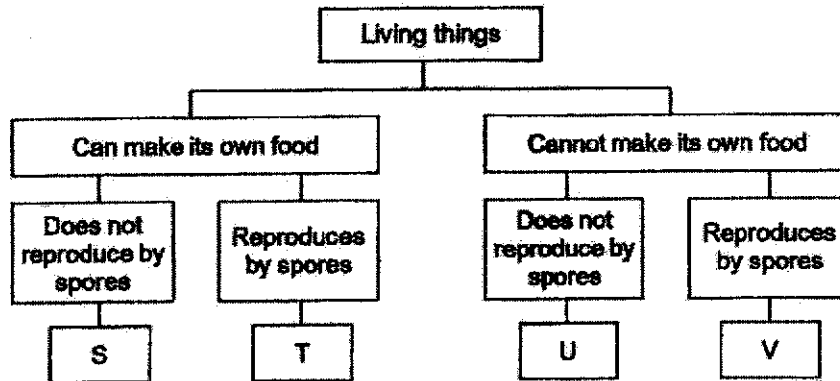 Living things
Can make its own food
Cannot make its own food
Does not
reproduce by
spores
Reproduces
by spores
Does not
reproduce by
spores
Reproduces
by spores
S
T
U
V